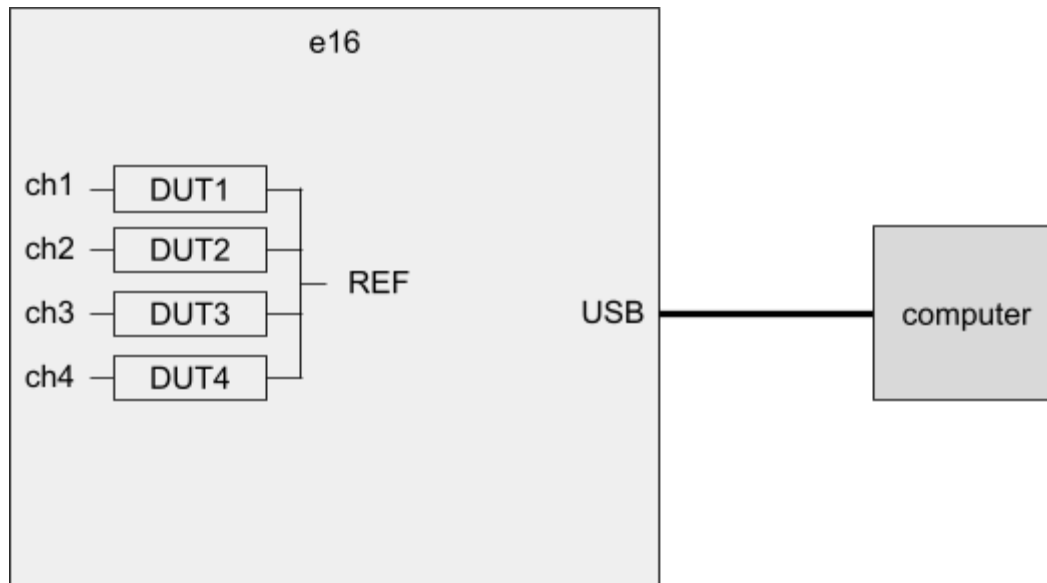 e16
ch1
DUT1
ch2
DUT2
REF
ch3
DUT3
USB
computer
ch4
DUT4